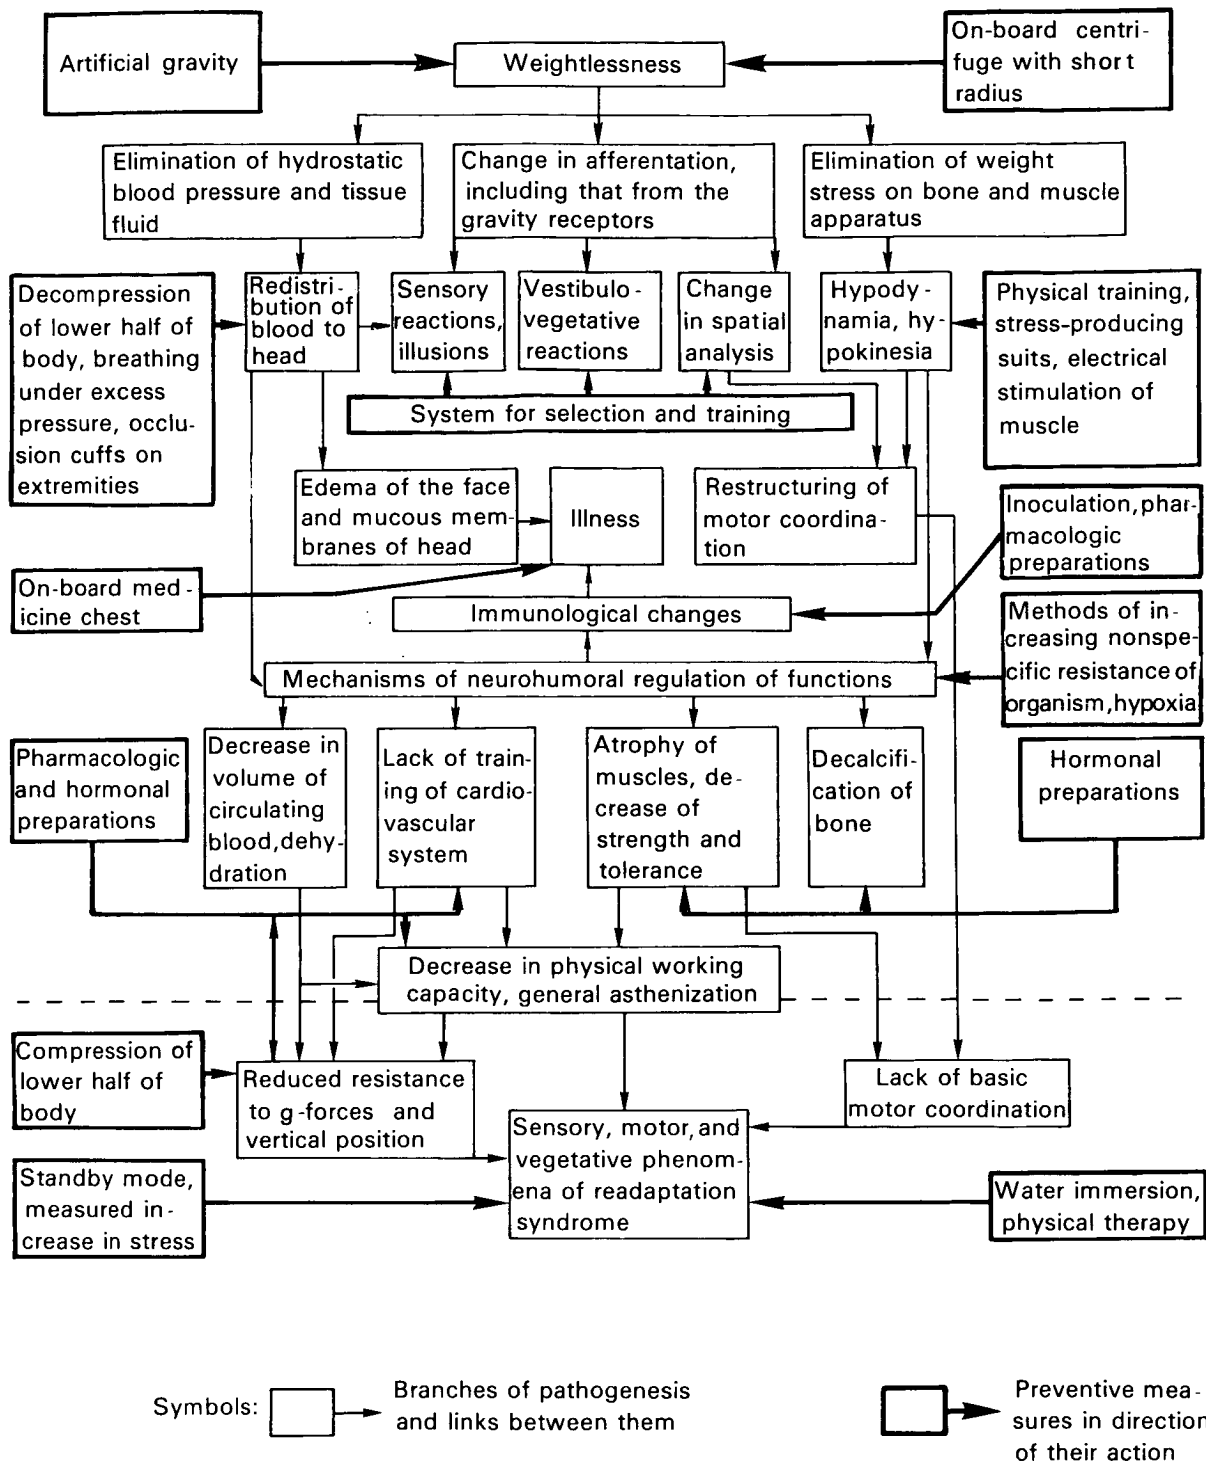 Artificial gravity
Weightlessness
On-board centri-
fuge with short
radius
Elimination of hydrostatic
blood pressure and tissue
fluid
Change in afferentation,
including that from the
gravity receptors
Elimination of weight
stress on bone and muscle
apparatus
Decompression
of lower half of
body, breathing
under excess
pressure, occlu-
sion cuffs on
extremities
Redistri-
bution of
blood to
head
Sensory
reactions,
illusions
Vestibulo-
vegetative
reactions
Change
in spatial
analysis
Hypody-
namia, hy-
pokinesia
Physical training,
stress-producing
suits, electrical
stimulation of
muscle
System for selection and training
Edema of the face
and mucous mem-
branes of head
Illness
Restructuring of
motor coordina-
tion
Inoculation, phar-
macologic
preparations
On-board med-
icine chest
Immunological changes
Methods of in-
creasing nonspe-
cific resistance of
organism, hypoxia
Mechanisms of neurohumoral regulation of functions
Pharmacologic
and hormonal
preparations
Decrease in
volume of
circulating
blood, dehy-
dration
Lack of train-
ing of cardio-
vascular
system
Atrophy of
muscles, de-
crease of
strength and
tolerance
Decalcifi-
cation of
bone
Hormonal
preparations
Decrease in physical working
capacity, general asthenization
Compression of
lower half of
body
Reduced resistance
to g-forces and
vertical position
Lack of basic
motor coordination
Sensory, motor, and
vegetative phenom-
ena of readaptation
syndrome
Standby mode,
measured in-
crease in stress
Water immersion,
physical therapy
Symbols:
Branches of pathogenesis
and links between them
Preventive mea-
sures in direction
of their action